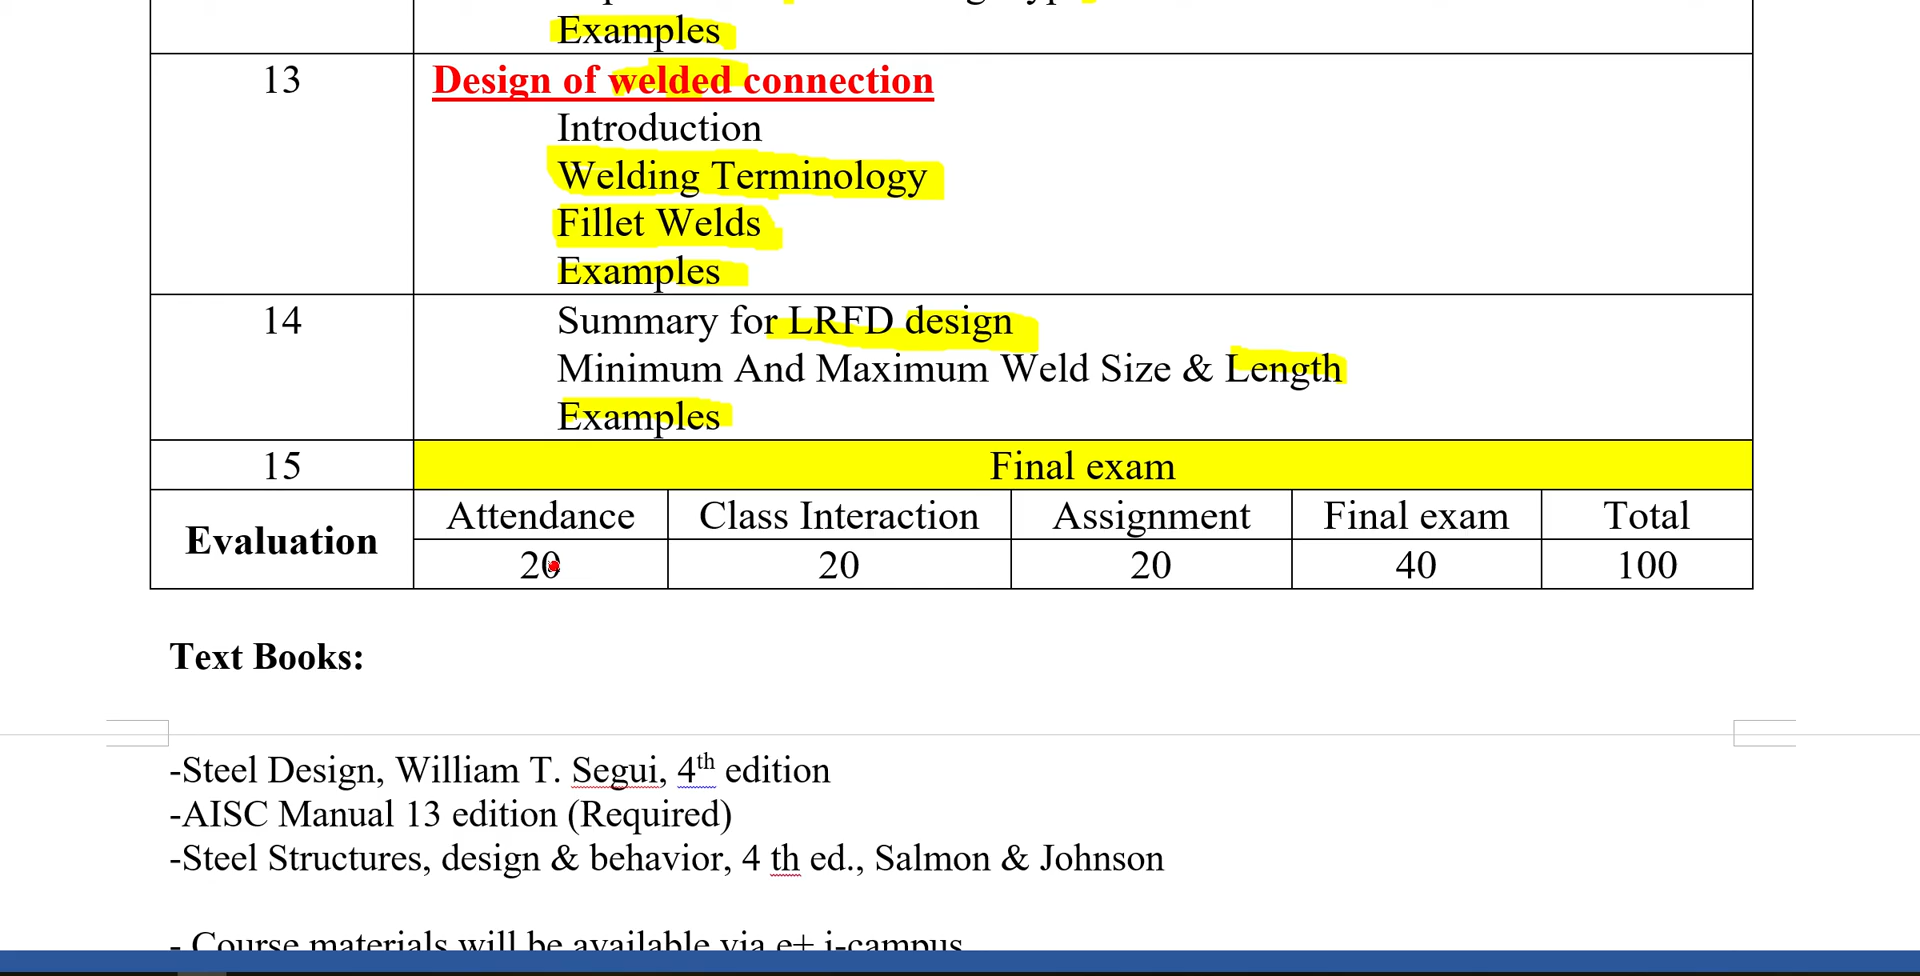 Examples
13
Design of welded connection
Introduction
Welding Terminology
Fillet Welds
Examples
14
Summary for LRFD design
Minimum And Maximum Weld Size & Length
Examples
15
Final exam
Evaluation
Attendance Class Interaction Assignment Final exam Total
20 20 20 40 100
Text Books:
-Steel Design, William T. Segui, 4th edition
-AISC Manual 13 edition (Required)
-Steel Structures, design & behavior, 4 th ed., Salmon & Johnson
- Course materials will be available via e+ i-campus